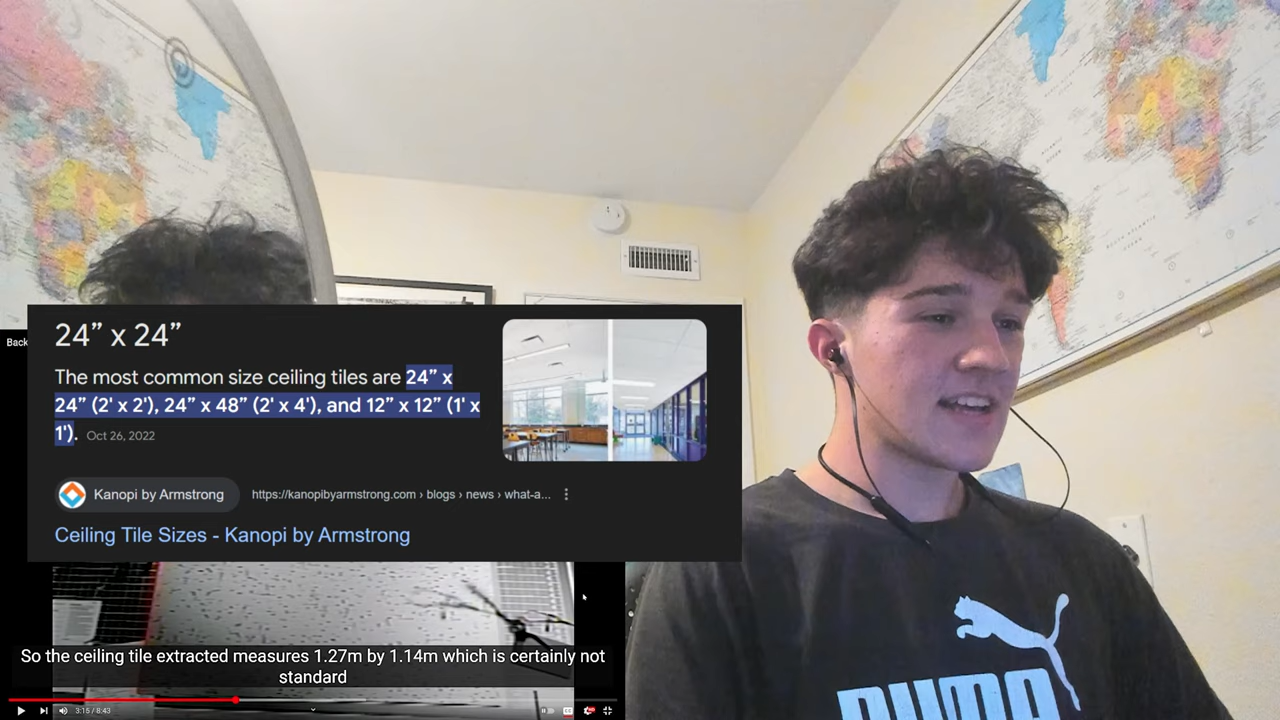 24” x 24”
The most common size ceiling tiles are 24” x
24” (2' x 2'), 24” x 48” (2' x 4'), and 12” x 12” (1' x
1'). Oct 26, 2022
Kanopi by Armstrong
https://kanopibyarmstrong.com › blogs › news › what-a...
Ceiling Tile Sizes - Kanopi by Armstrong
Back
So the ceiling tile extracted measures 1.27m by 1.14m which is certainly not
standard
3:15 / 8:43
PUMA